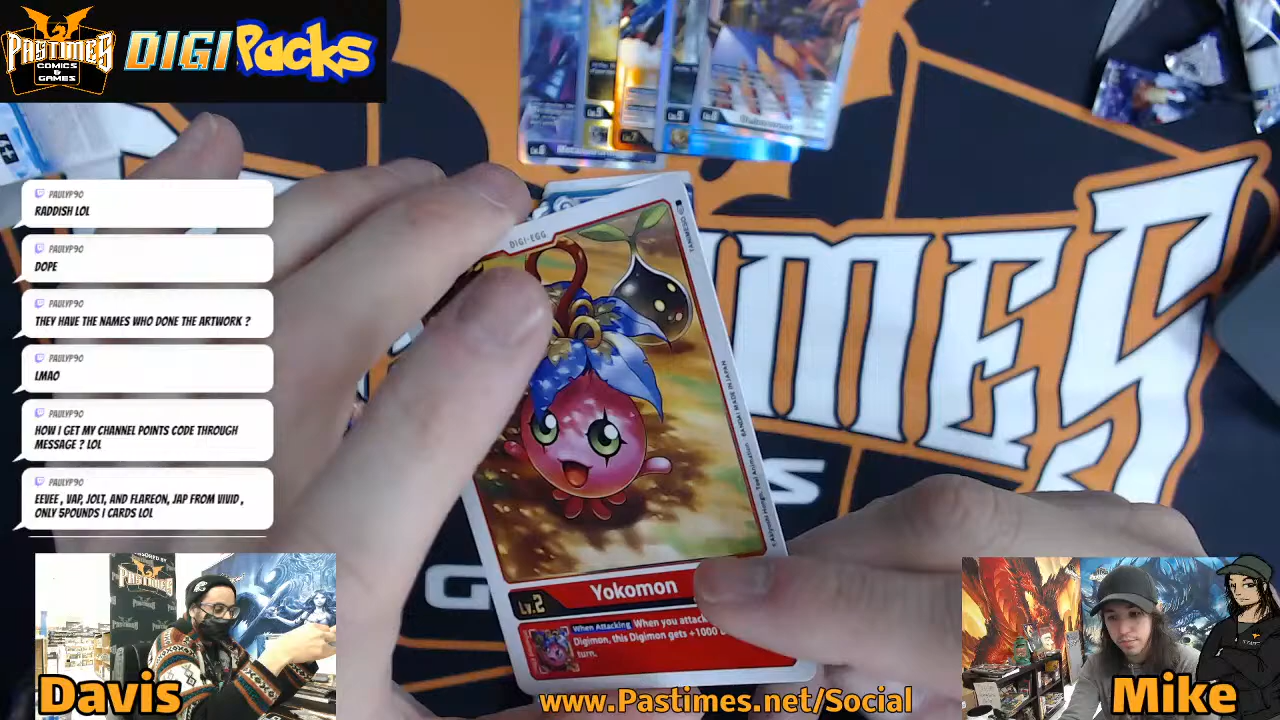 PASTIMES
COMICS
&
GAMES
DIGI Packs
PAULYP90
RADDISH LOL
PAULYP90
DOPE
PAULYP90
THEY HAVE THE NAMES WHO DONE THE ARTWORK ?
PAULYP90
LMAO
PAULYP90
HOW I GET MY CHANNEL POINTS CODE THROUGH
MESSAGE ? LOL
PAULYP90
EEVEE , VAP, JOLT, AND FLAREON, JAP FROM VIVID ,
ONLY 5POUNDS I CARDS LOL
DIGI-EGG
Yokomon
Lv.2
When Attacking When you attack
Digimon, this Digimon gets +1000
turn.
BANDAI MADE IN JAPAN
IMES
S
G
PASTIMES
Davis
www.Pastimes.net/Social
Mike